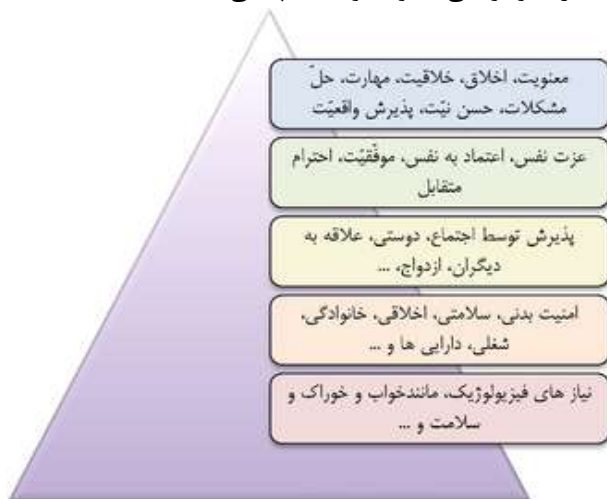 معنویت، اخلاق، خلاقیت، مهارت، حلّ
مشکلات، حسن نیّت، پذیرش واقعیّت
عزت نفس، اعتماد به نفس، موفّقیّت، احترام
متقابل
پذیرش توسط اجتماع، دوستی، علاقه به
دیگران، ازدواج، ...
امنیت بدنی، سلامتی، اخلاقی، خانوادگی،
شغلی، دارایی ها و ...
نیاز های فیزیولوژیک، مانندخواب و خوراک و
سلامت و ...